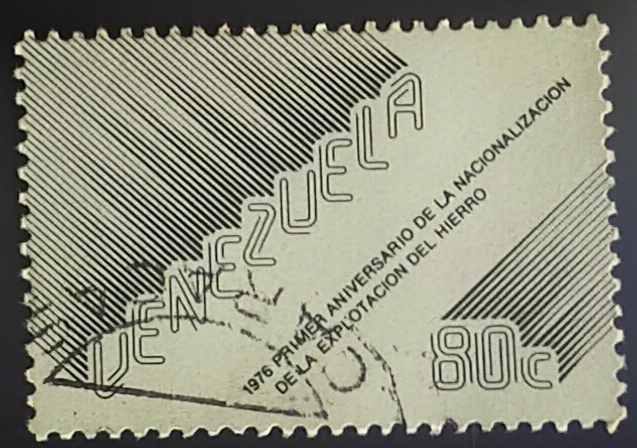 VENEZUELA
1976 PRIMER ANIVERSARIO DE LA NACIONALIZACION
DE LA EXPLOTACION DEL HIERRO
80c